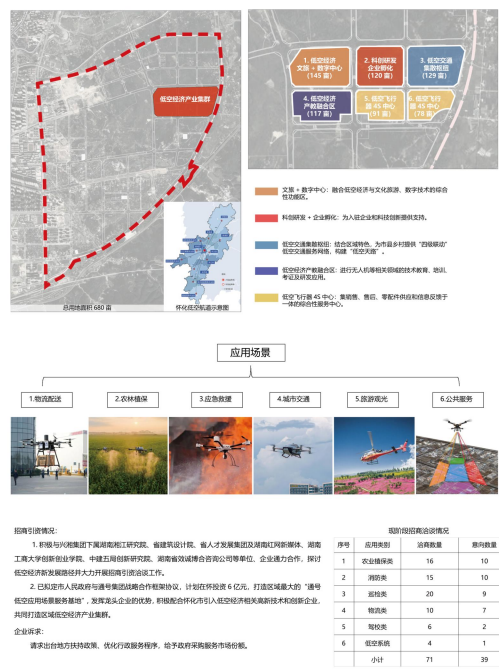 低空经济产业集群
总用地面积 680 亩
怀化低空航道示意图
1. 低空经济
文旅 + 数字中心
(145 亩)
2. 科创研发
企业孵化
(120 亩)
3. 低空交通
集散枢纽
(129 亩)
4. 低空经济
产教融合区
(117 亩)
5. 低空飞行
器 4S 中心
(91 亩)
6. 低空飞行
器 4S 中心
(78 亩)
文旅 + 数字中心：融合低空经济与文化旅游、数字技术的综合
性功能区。
科创研发 + 企业孵化：为入驻企业和科技创新提供支持。
低空交通集散枢纽：结合区域特色，为市县乡村提供“四级联动”
低空交通服务网络，构建“低空天路”。
低空经济产教融合区：进行无人机等相关领域的技术教育、培训、
考证及研发应用。
低空飞行器 4S 中心：集销售、售后、零配件供应和信息反馈于
一体的综合性服务中心。
应用场景
1.物流配送
2.农林植保
3.应急救援
4.城市交通
5.旅游观光
6.公共服务
招商引资情况：
1. 积极与兴湘集团下属湖南湘江研究院、省建筑设计院、省人才发展集团及湖南红网新媒体、湖南
工商大学创新创业学院、中建五局创新研究院、湖南省效诚博合咨询公司等单位、企业通力合作，探讨
低空经济新发展路径并大力开展招商引资洽谈工作。
2. 已拟定市人民政府与通号集团战略合作框架协议，计划在怀投资 6 亿元，打造区域最大的“通号
低空应用场景服务基地”，发挥龙头企业的优势，积极配合怀化市引入低空经济相关高新技术和创新企业，
共同打造区域低空经济产业集群。
企业诉求：
请求出台地方扶持政策，优化行政服务程序，给予政府采购服务市场份额。
现阶段招商洽谈情况
序号 应用类别 洽商数量 意向数量
1 农业植保类 16 10
2 消防类 15 10
3 巡检类 20 9
4 物流类 10 7
5 驾校类 6 2
6 低空系统 4 1
小计 71 39